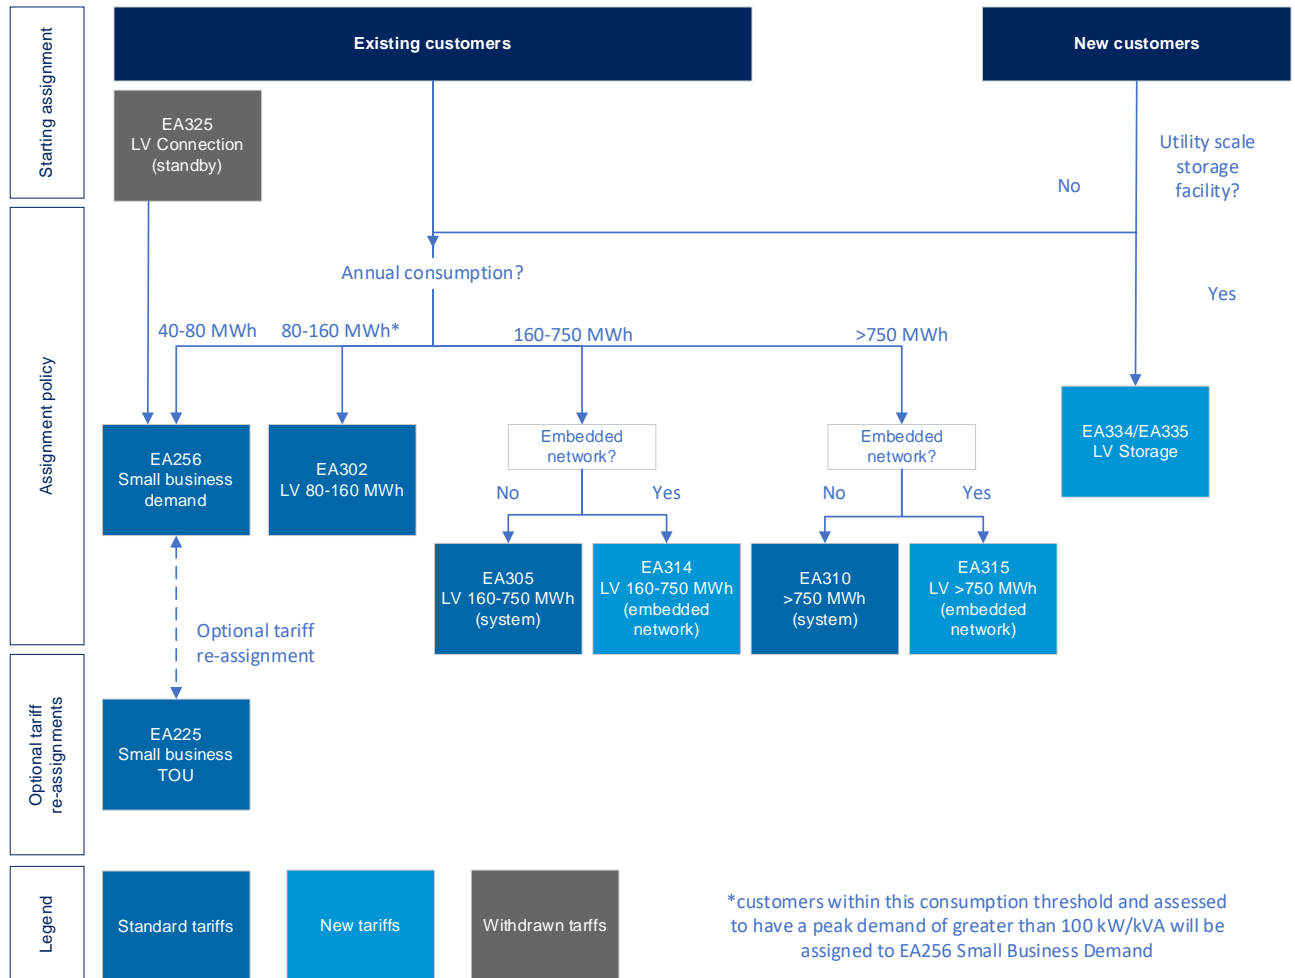 Starting assignment
Existing customers
New customers
EA325
LV Connection
(standby)
Utility scale
storage
facility?
No
Yes
Assignment policy
Annual consumption?
40-80 MWh
80-160 MWh*
160-750 MWh
>750 MWh
EA256
Small business
demand
EA302
LV 80-160 MWh
Embedded
network?
Embedded
network?
EA334/EA335
LV Storage
No
Yes
No
Yes
EA305
LV 160-750 MWh
(system)
EA314
LV 160-750 MWh
(embedded
network)
EA310
>750 MWh
(system)
EA315
LV >750 MWh
(embedded
network)
Optional tariff
re-assignment
Optional tariff
re-assignments
EA225
Small business
TOU
Legend
Standard tariffs
New tariffs
Withdrawn tarffs
*customers within this consumption threshold and assessed
to have a peak demand of greater than 100 kW/kVA will be
assigned to EA256 Small Business Demand